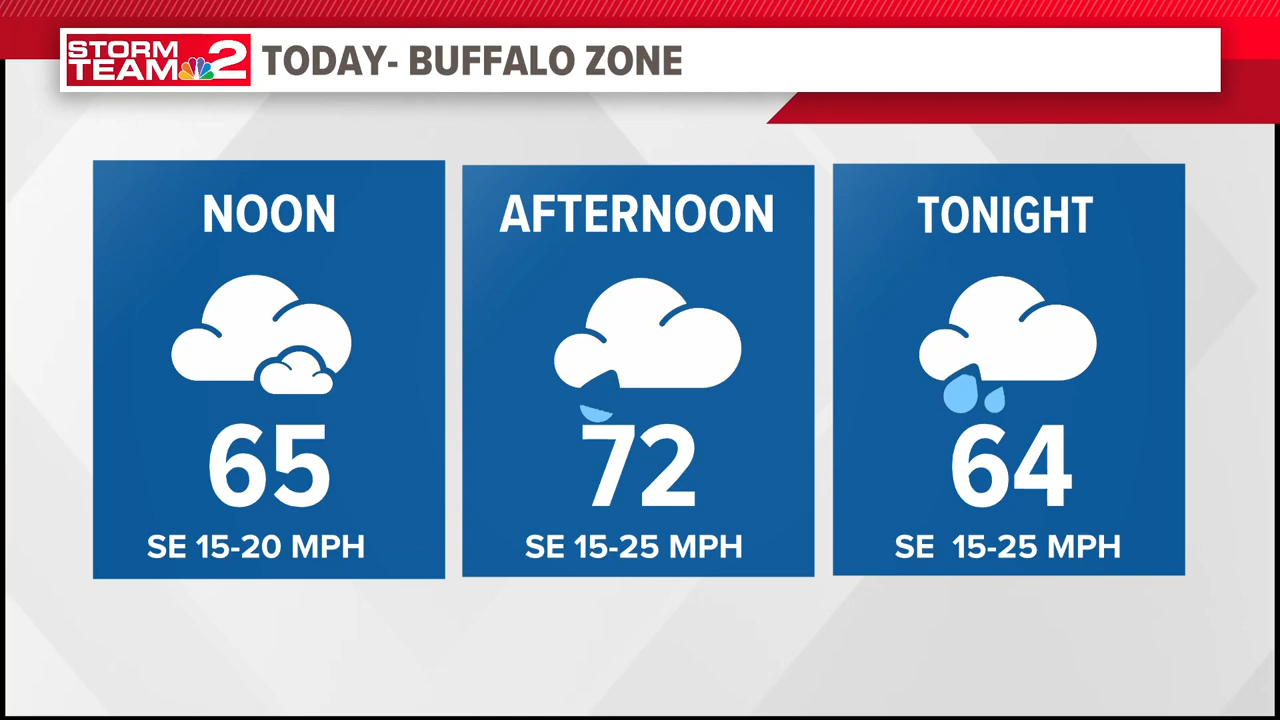 STORM
TEAM 2
TODAY- BUFFALO ZONE
NOON
65
SE 15-20 MPH
AFTERNOON
72
SE 15-25 MPH
TONIGHT
64
SE 15-25 MPH